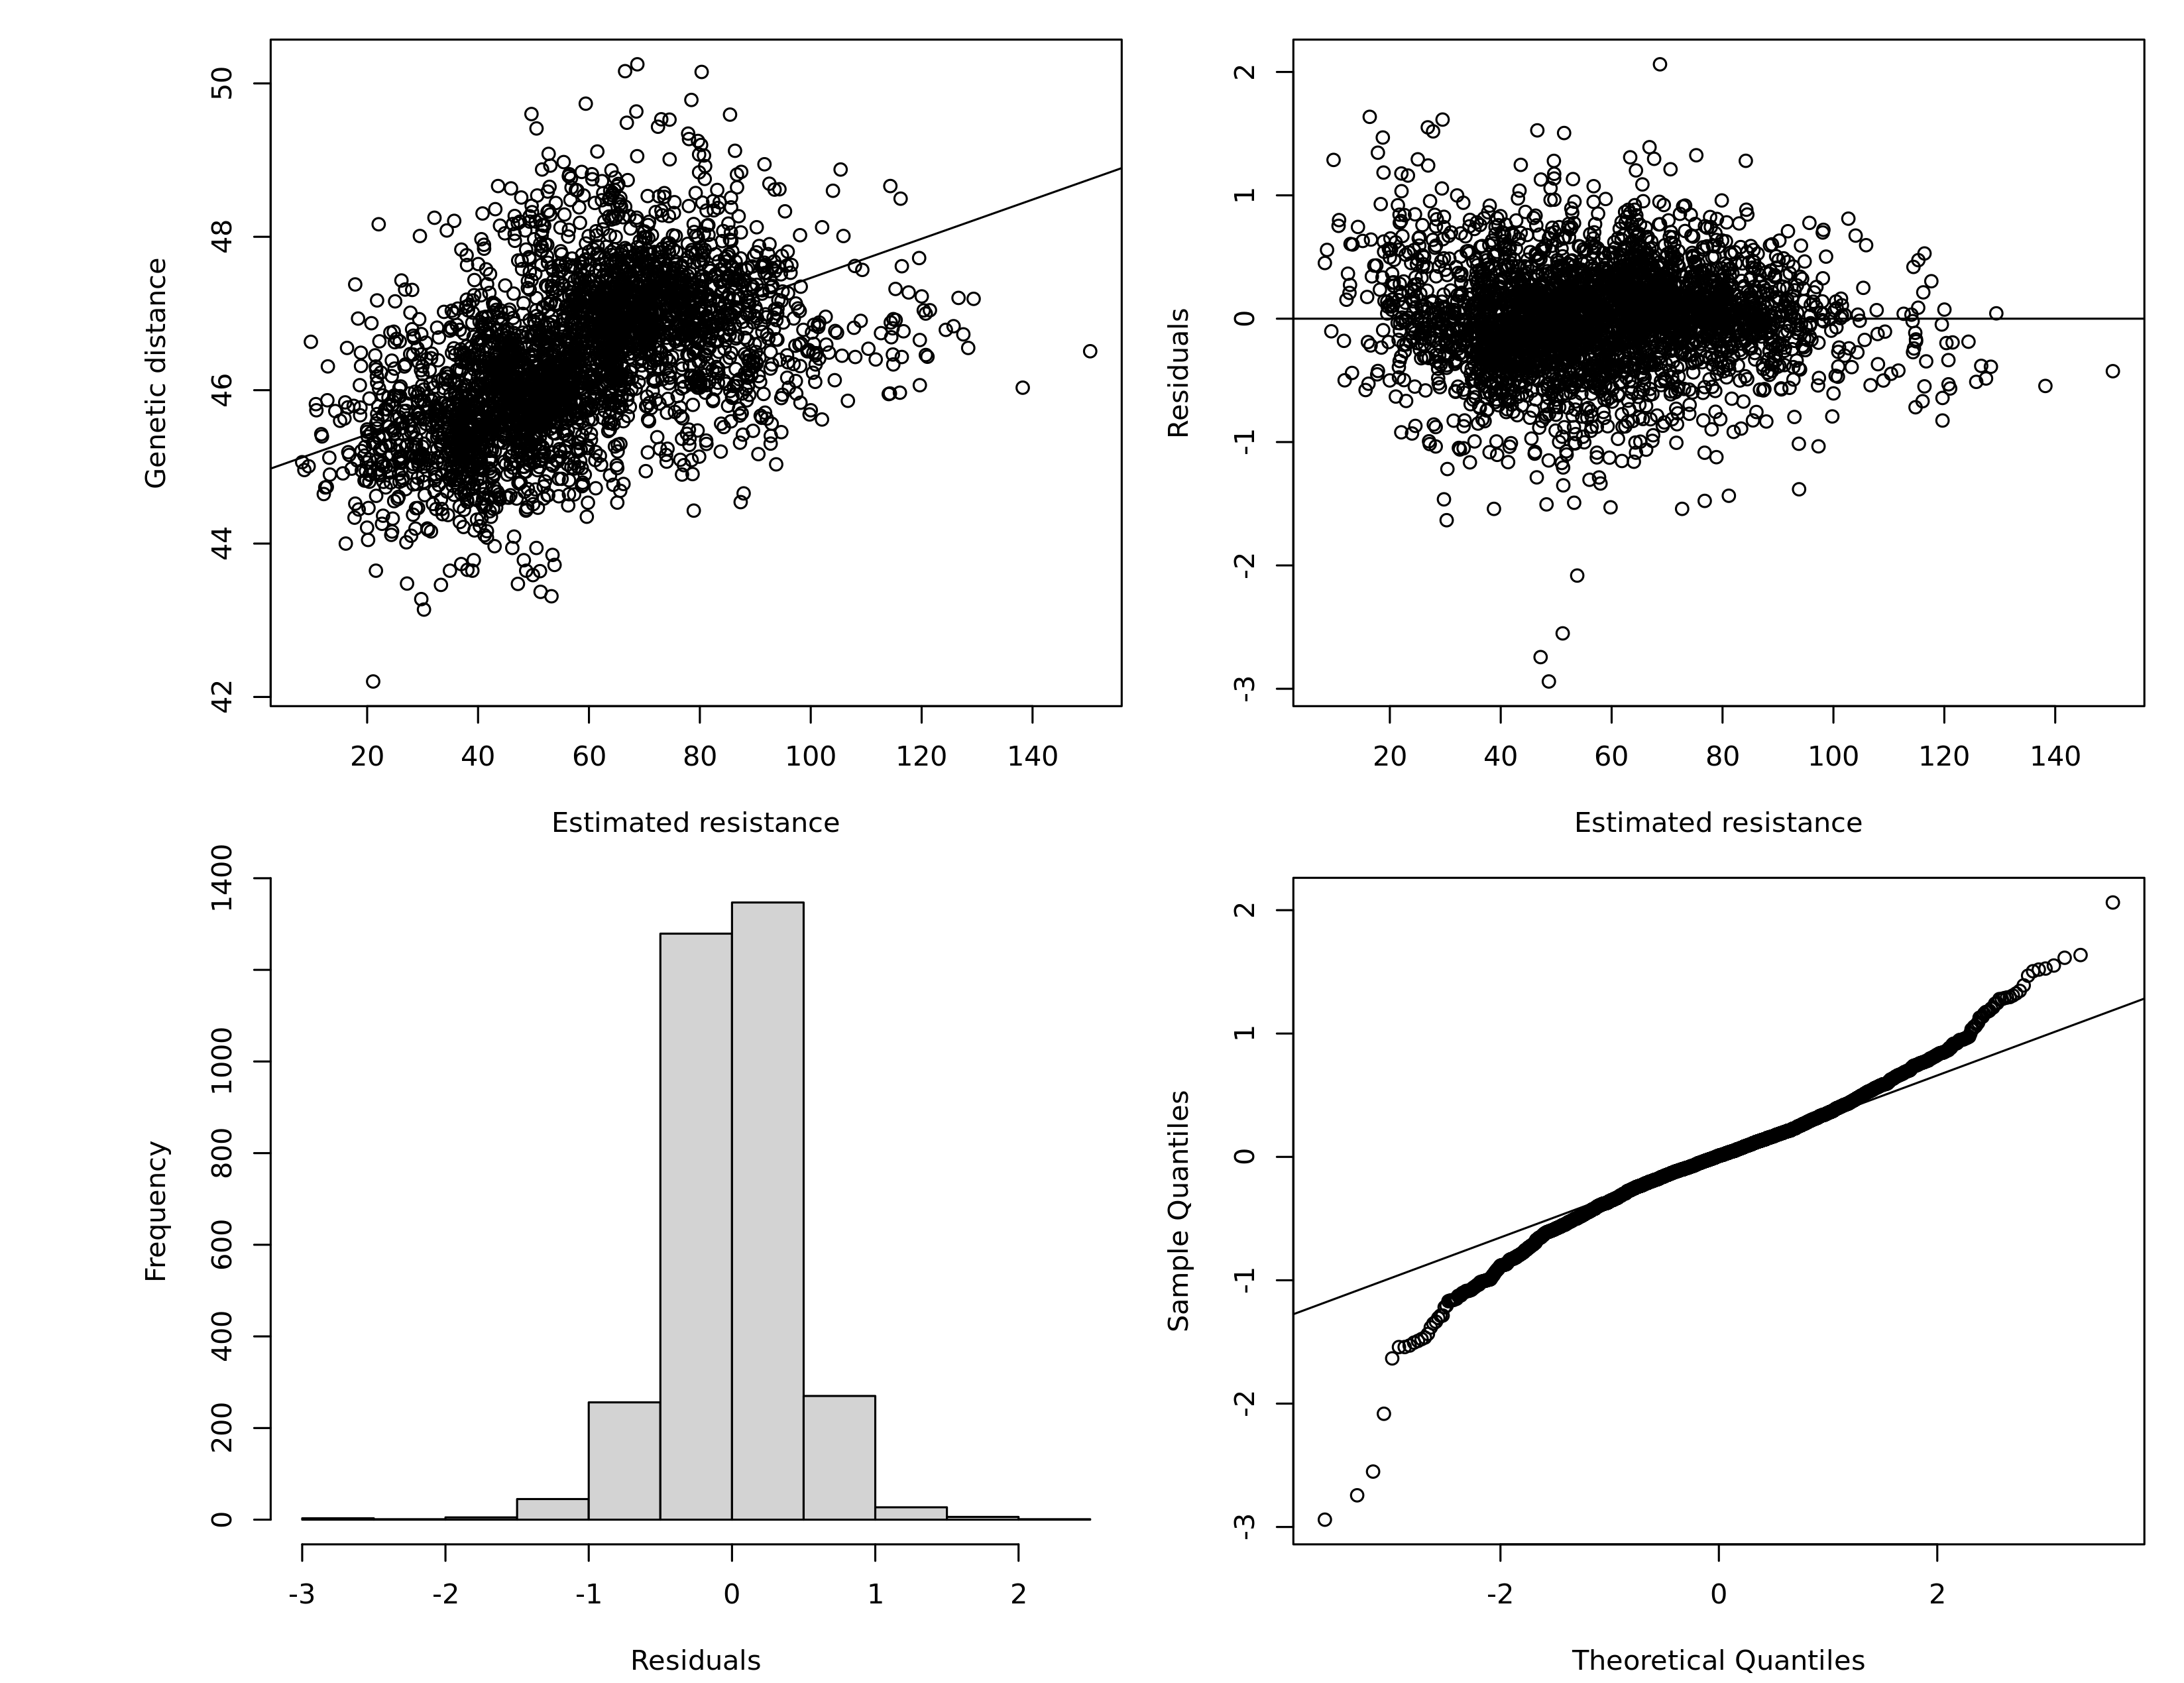 50
48
46
44
42
Genetic distance
20 40 60 80 100 120 140
Estimated resistance
2
1
0
-1
-2
-3
Residuals
20 40 60 80 100 120 140
Estimated resistance
1400
1000
800
600
400
200
0
Frequency
-3 -2 -1 0 1 2
Residuals
2
1
0
-1
-2
-3
Sample Quantiles
-2 0 2
Theoretical Quantiles